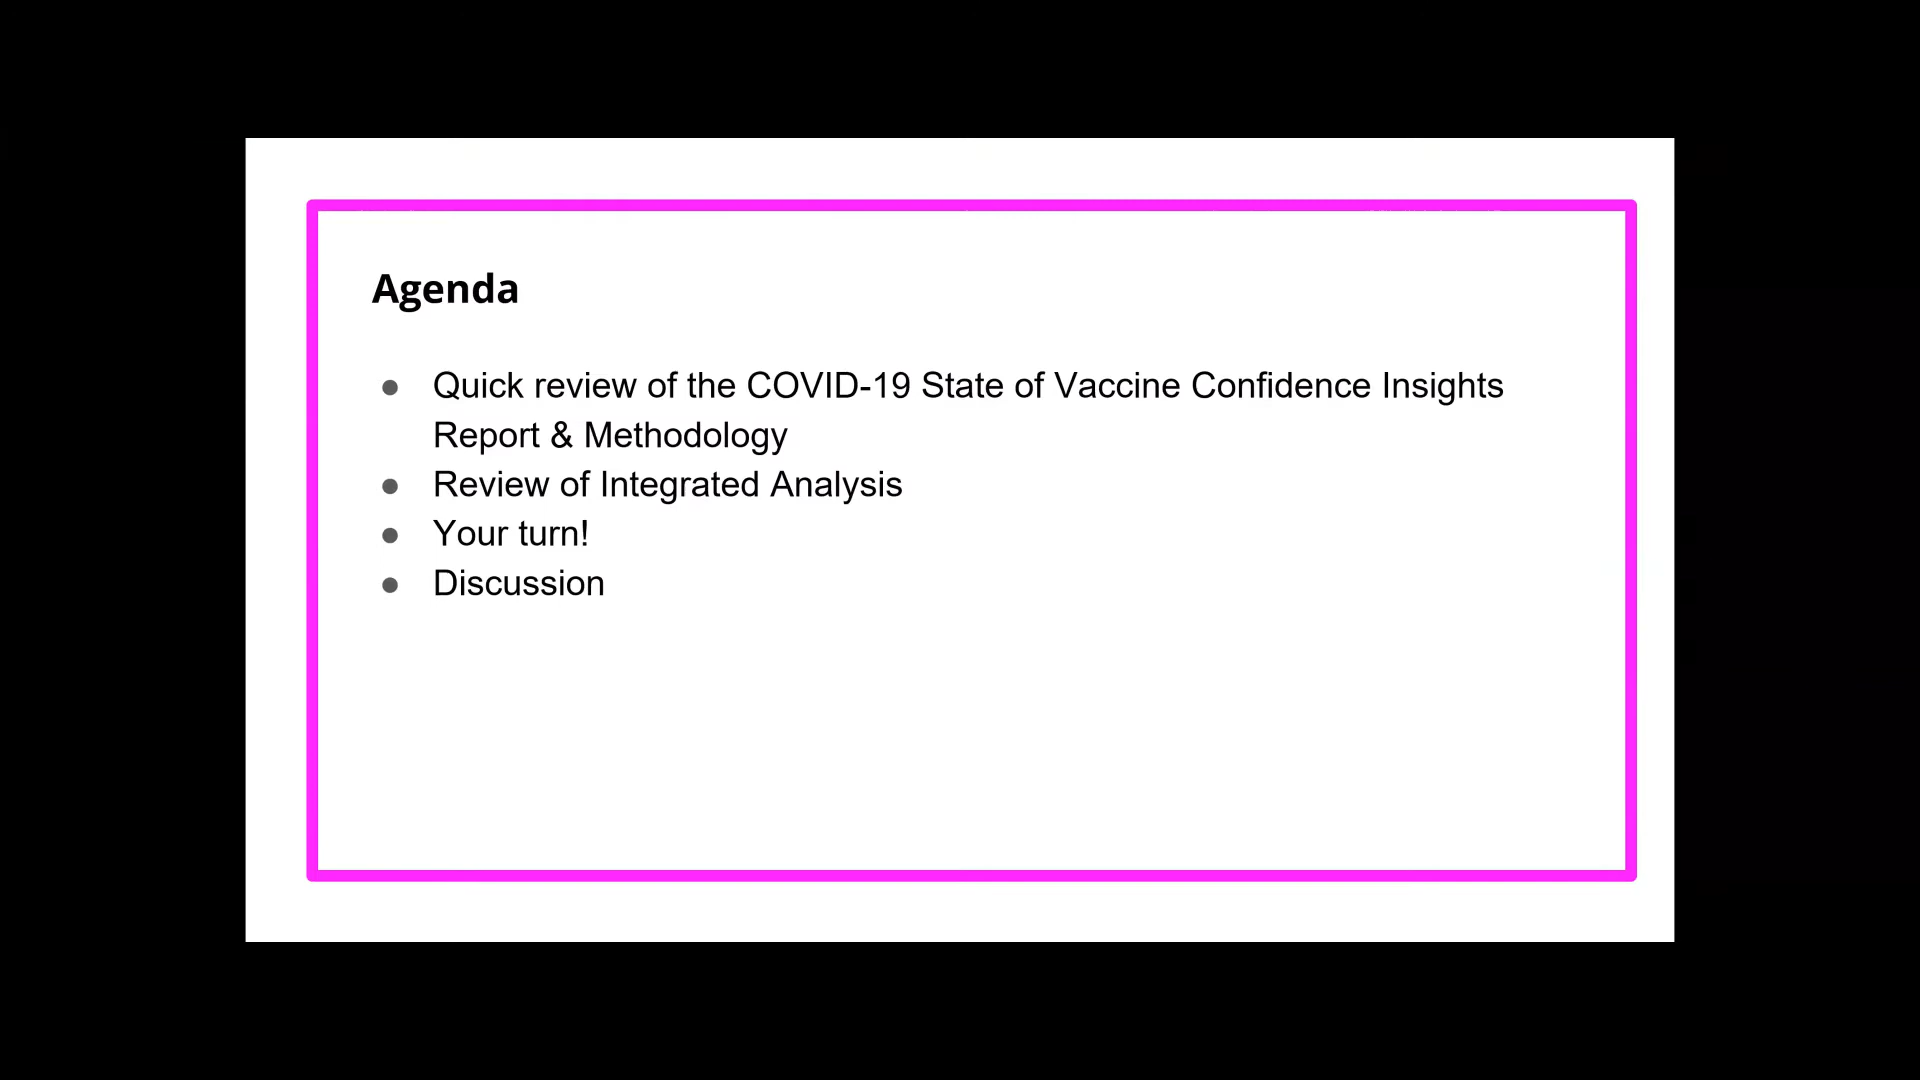 Agenda
● Quick review of the COVID-19 State of Vaccine Confidence Insights
Report & Methodology
● Review of Integrated Analysis
● Your turn!
● Discussion